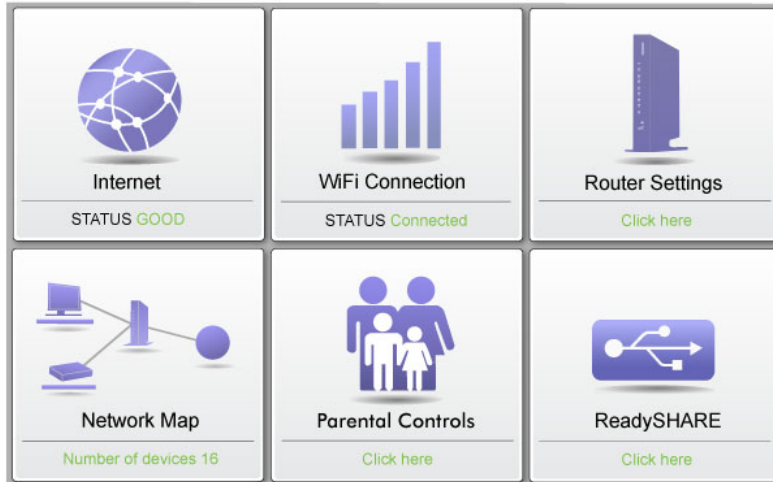 Internet
STATUS GOOD
WiFi Connection
STATUS Connected
Router Settings
Click here
Network Map
Number of devices 16
Parental Controls
Click here
ReadySHARE
Click here